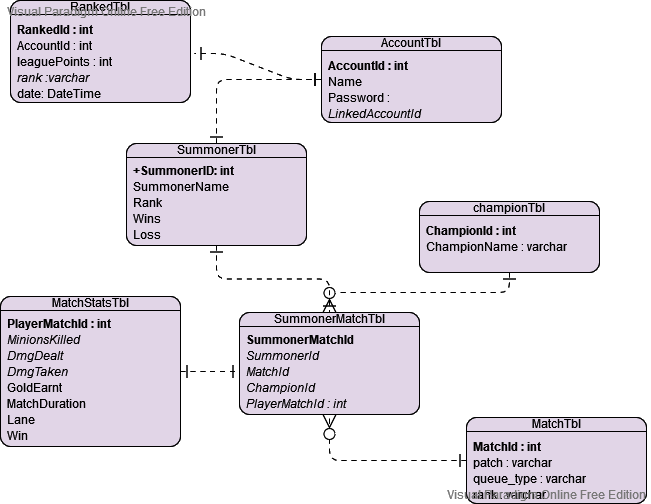 RankedTbl
Visual Paradigm Online Free Edition
RankedId : int
AccountId : int
leaguePoints : int
rank :varchar
date: DateTime
AccountTbl
AccountId : int
Name
Password :
LinkedAccountId
SummonerTbl
+SummonerID: int
SummonerName
Rank
Wins
Loss
championTbl
ChampionId : int
ChampionName : varchar
MatchStatsTbl
PlayerMatchId : int
MinionsKilled
DmgDealt
DmgTaken
GoldEarnt
MatchDuration
Lane
Win
SummonerMatchTbl
SummonerMatchId
SummonerId
MatchId
ChampionId
PlayerMatchId : int
MatchTbl
MatchId : int
patch : varchar
queue_type : varchar
rank : varchar
Visual Paradigm Online Free Edition